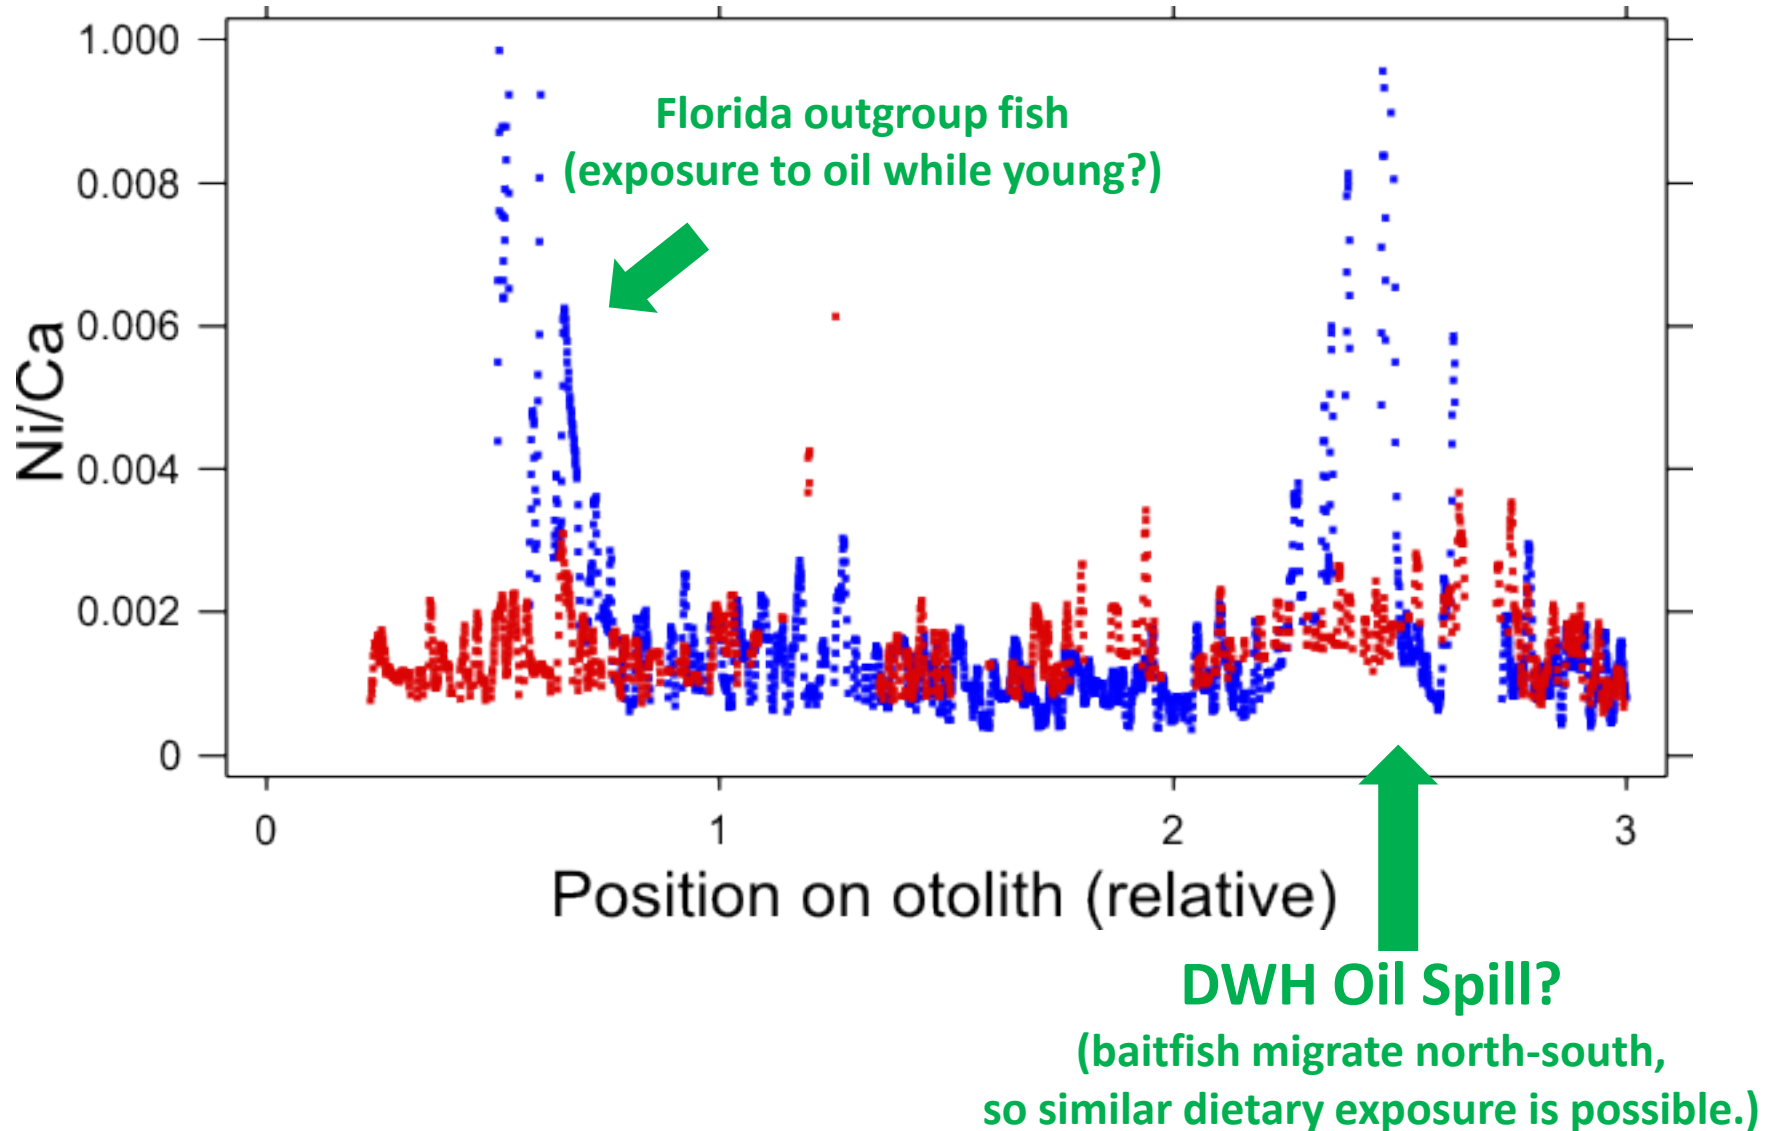 1.000
0.008
0.006
0.004
0.002
0
Ni/Ca
Florida outgroup fish
(exposure to oil while young?)
0 1 2 3
Position on otolith (relative)
DWH Oil Spill?
(baitfish migrate north-south,
so similar dietary exposure is possible.)